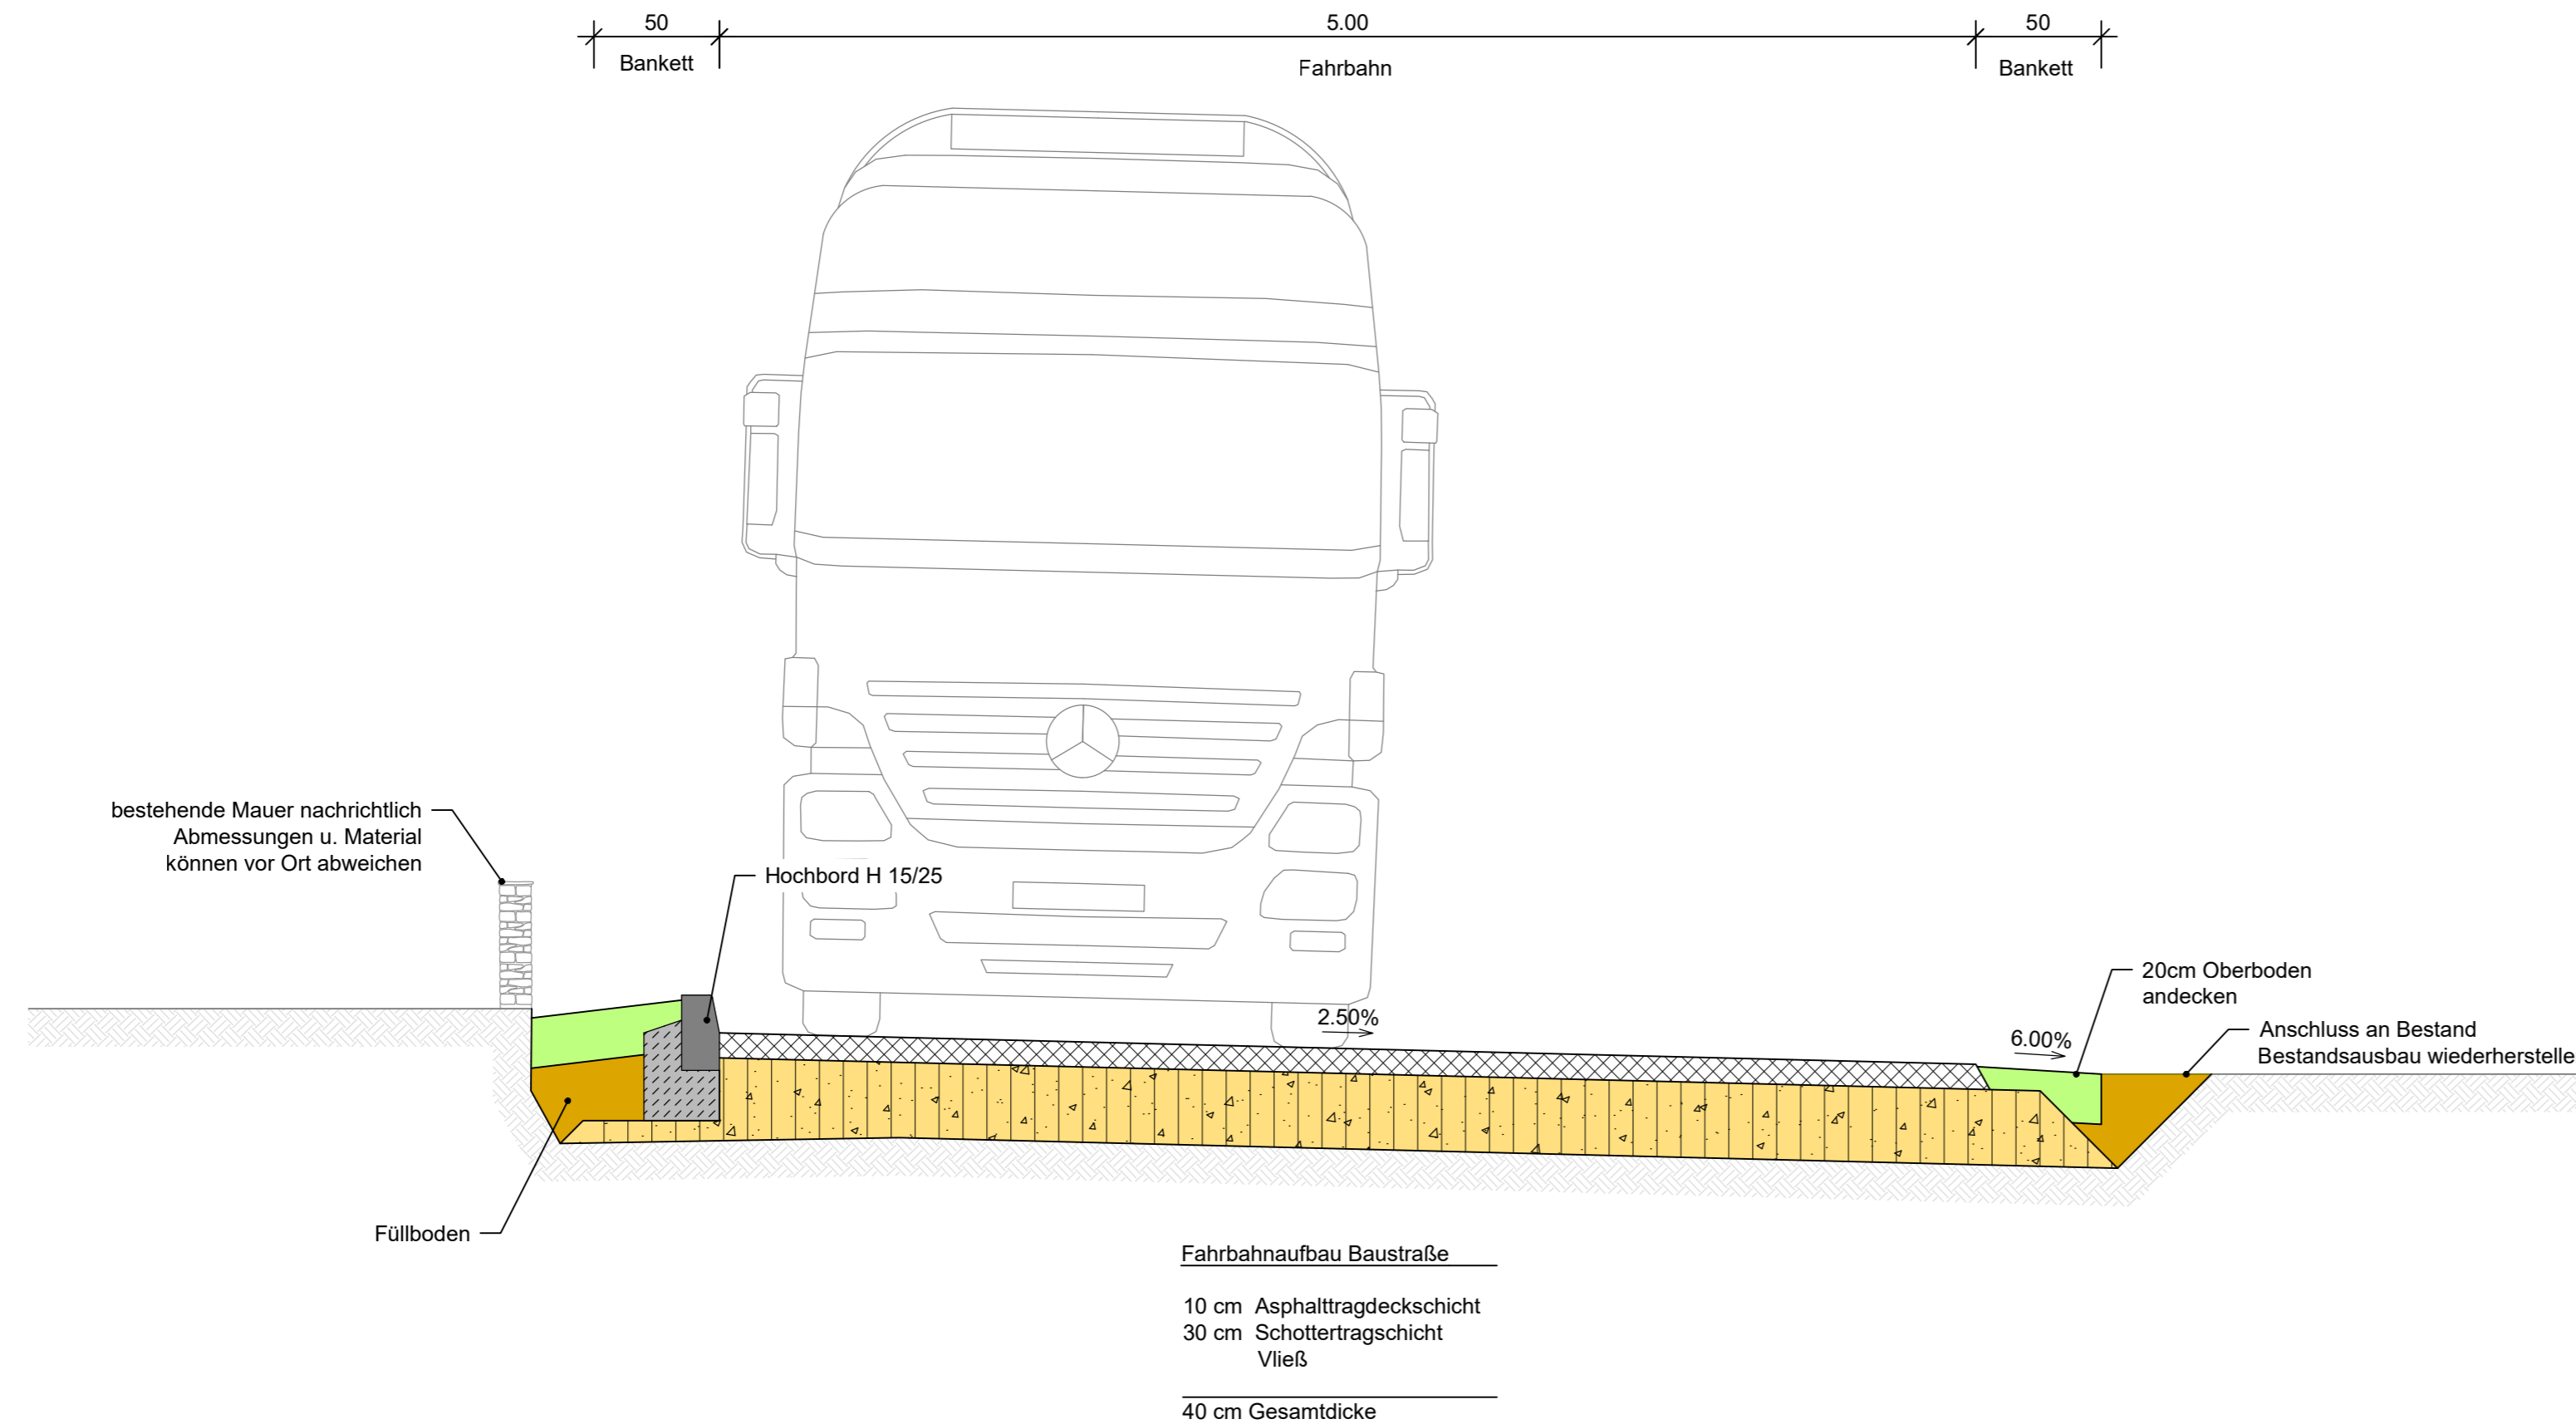 50
5.00
50
Bankett
Fahrbahn
Bankett
bestehende Mauer nachrichtlich
Abmessungen u. Material
können vor Ort abweichen
Hochbord H 15/25
2.50%
20cm Oberboden
andecken
6.00%
Anschluss an Bestand
Bestandsausbau wiederherstelle
Füllboden
Fahrbahnaufbau Baustraße
10 cm Asphalttragdeckschicht
30 cm Schottertragschicht
Vließ
40 cm Gesamtdicke